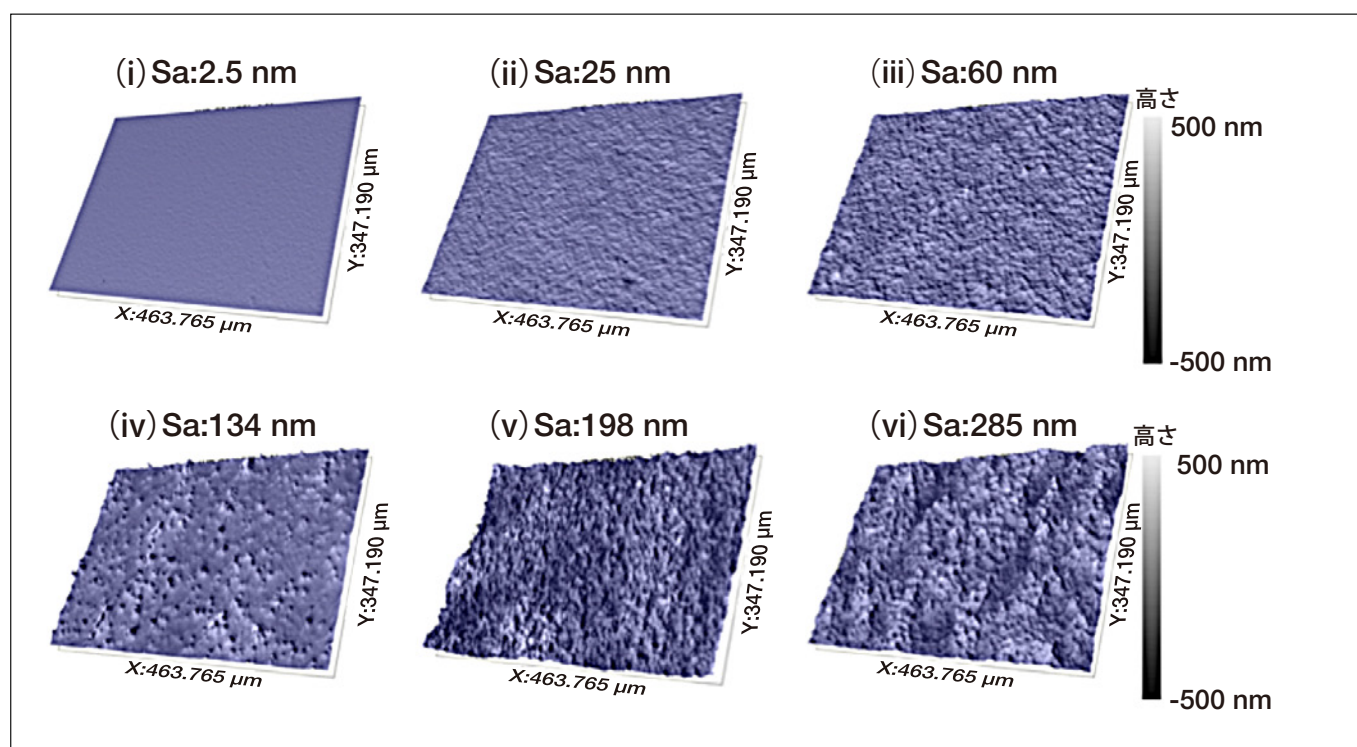 (i) Sa:2.5 nm
(ii) Sa:25 nm
(iii) Sa:60 nm
高さ
500 nm
-500 nm
Y:347.190 µm
X:463.765 µm
Y:347.190 µm
X:463.765 µm
Y:347.190 µm
X:463.765 µm
(iv) Sa:134 nm
(v) Sa:198 nm
(vi) Sa:285 nm
高さ
500 nm
-500 nm
Y:347.190 µm
X:463.765 µm
Y:347.190 µm
X:463.765 µm
Y:347.190 µm
X:463.765 µm